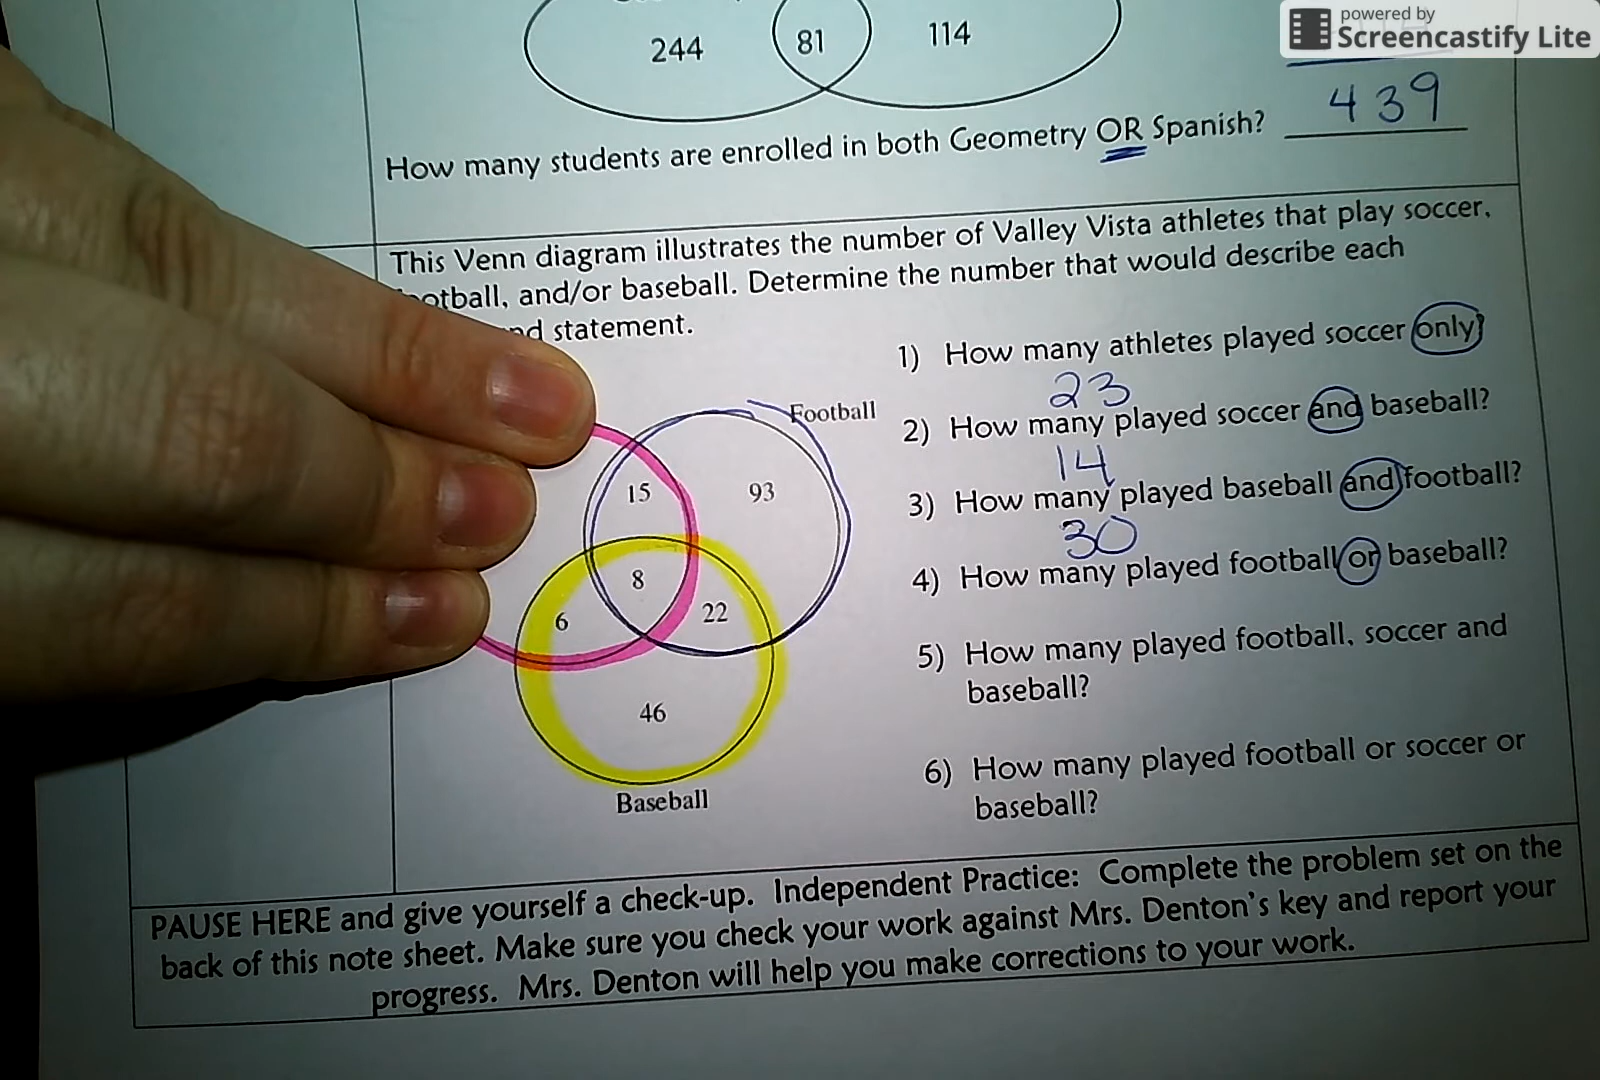 powered by
Screencastify Lite
244
81
114
439
How many students are enrolled in both Geometry OR Spanish?
This Venn diagram illustrates the number of Valley Vista athletes that play soccer,
and/or baseball. Determine the number that would describe each
statement.
1) How many athletes played soccer only
23
Football
2) How many played soccer and baseball?
14
15
93
3) How many played baseball and football?
30
8
4) How many played football or baseball?
6
22
5) How many played football, soccer and
baseball?
46
6) How many played football or soccer or
baseball?
Baseball
PAUSE HERE and give yourself a check-up. Independent Practice: Complete the problem set on the
back of this note sheet. Make sure you check your work against Mrs. Denton's key and report your
progress. Mrs. Denton will help you make corrections to your work.